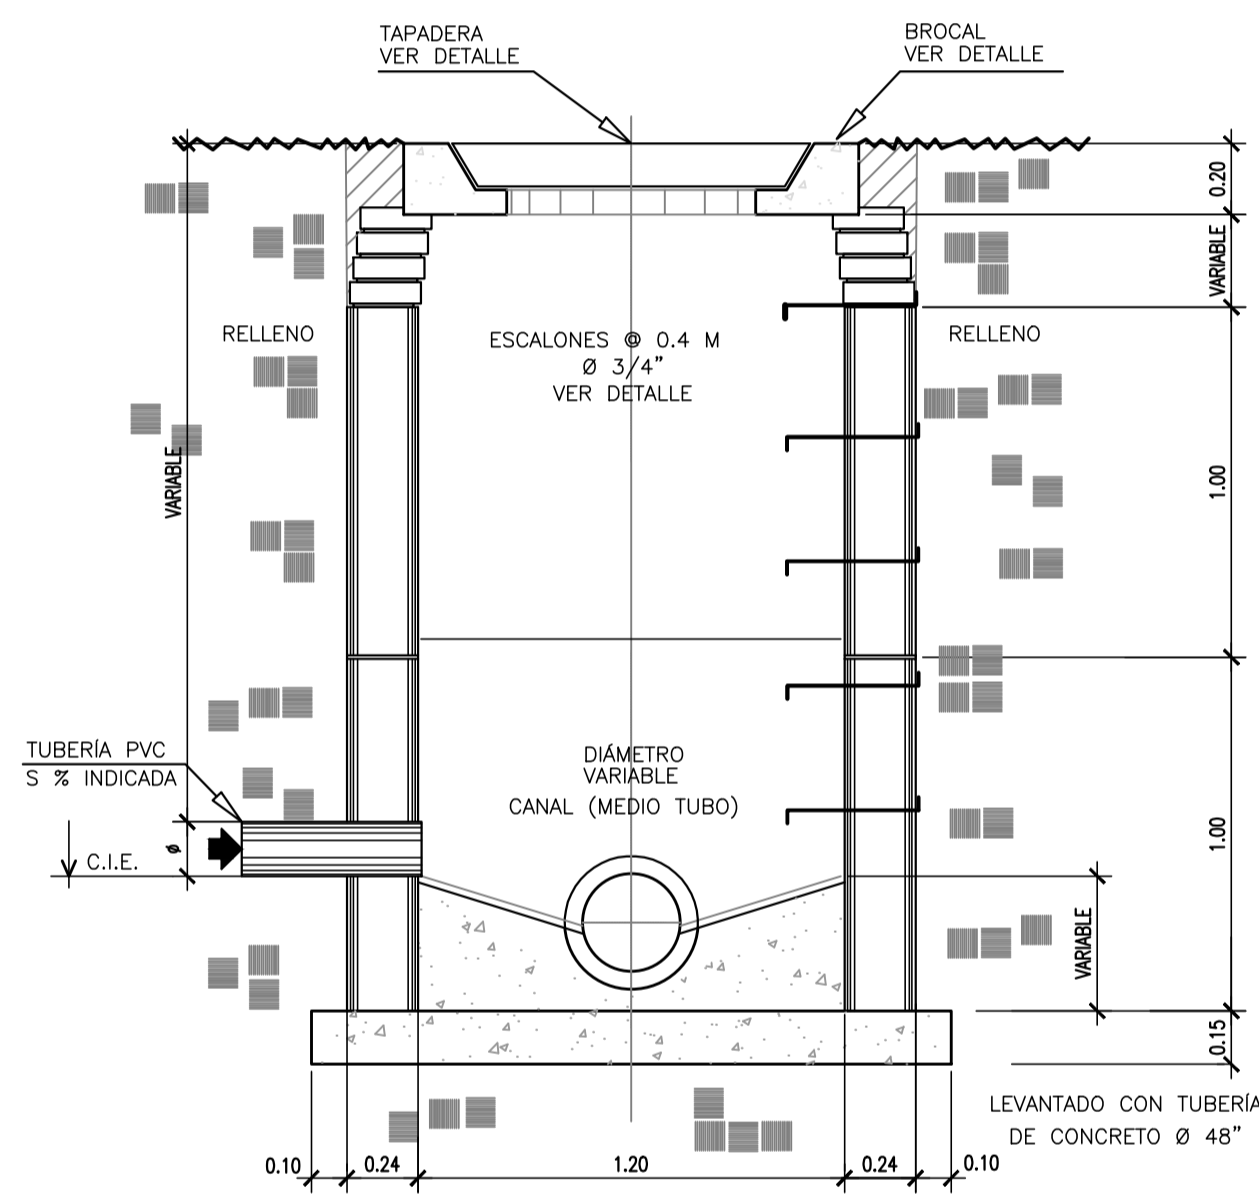 TAPADERA
VER DETALLE
BROCAL
VER DETALLE
0.20
VARIABLE
RELLENO
ESCALONES @ 0.4 M
Ø 3/4”
VER DETALLE
RELLENO
VARIABLE
1.00
TUBERÍA PVC
S % INDICADA
DIÁMETRO
VARIABLE
CANAL (MEDIO TUBO)
ø
C.I.E.
1.00
VARIABLE
0.15
LEVANTADO CON TUBERÍA
DE CONCRETO Ø 48”
0.10
0.24
1.20
0.24
0.10